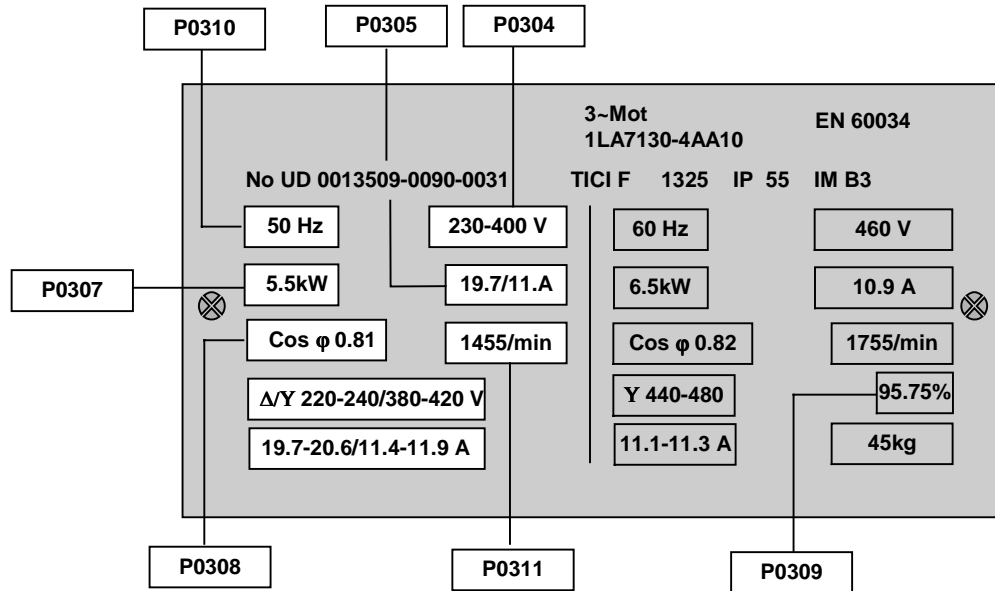 P0310
P0305
P0304
3~Mot
1LA7130-4AA10
EN 60034
No UD 0013509-0090-0031 TICI F 1325 IP 55 IM B3
50 Hz 230-400 V 60 Hz 460 V
P0307
5.5kW 19.7/11.A 6.5kW 10.9 A
Cos φ 0.81 1455/min Cos φ 0.82 1755/min
Δ/Y 220-240/380-420 V Y 440-480 95.75%
19.7-20.6/11.4-11.9 A 11.1-11.3 A 45kg
P0308
P0311
P0309